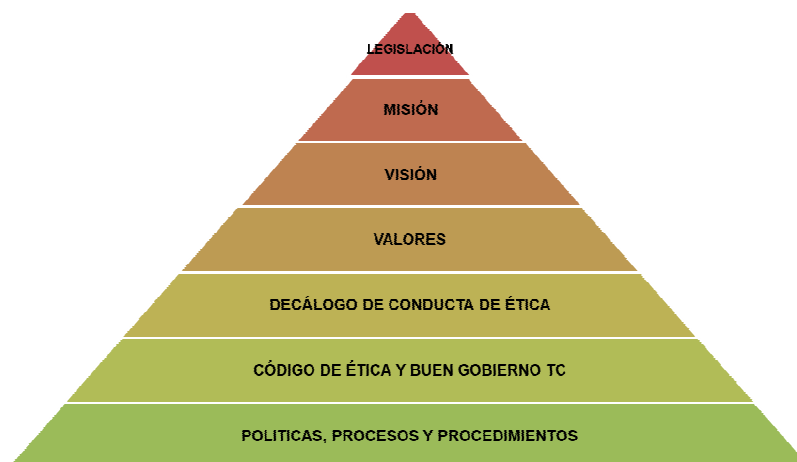 LEGISLACIÓN
MISIÓN
VISIÓN
VALORES
DECÁLOGO DE CONDUCTA DE ÉTICA
CÓDIGO DE ÉTICA Y BUEN GOBIERNO TC
POLITICAS, PROCESOS Y PROCEDIMIENTOS